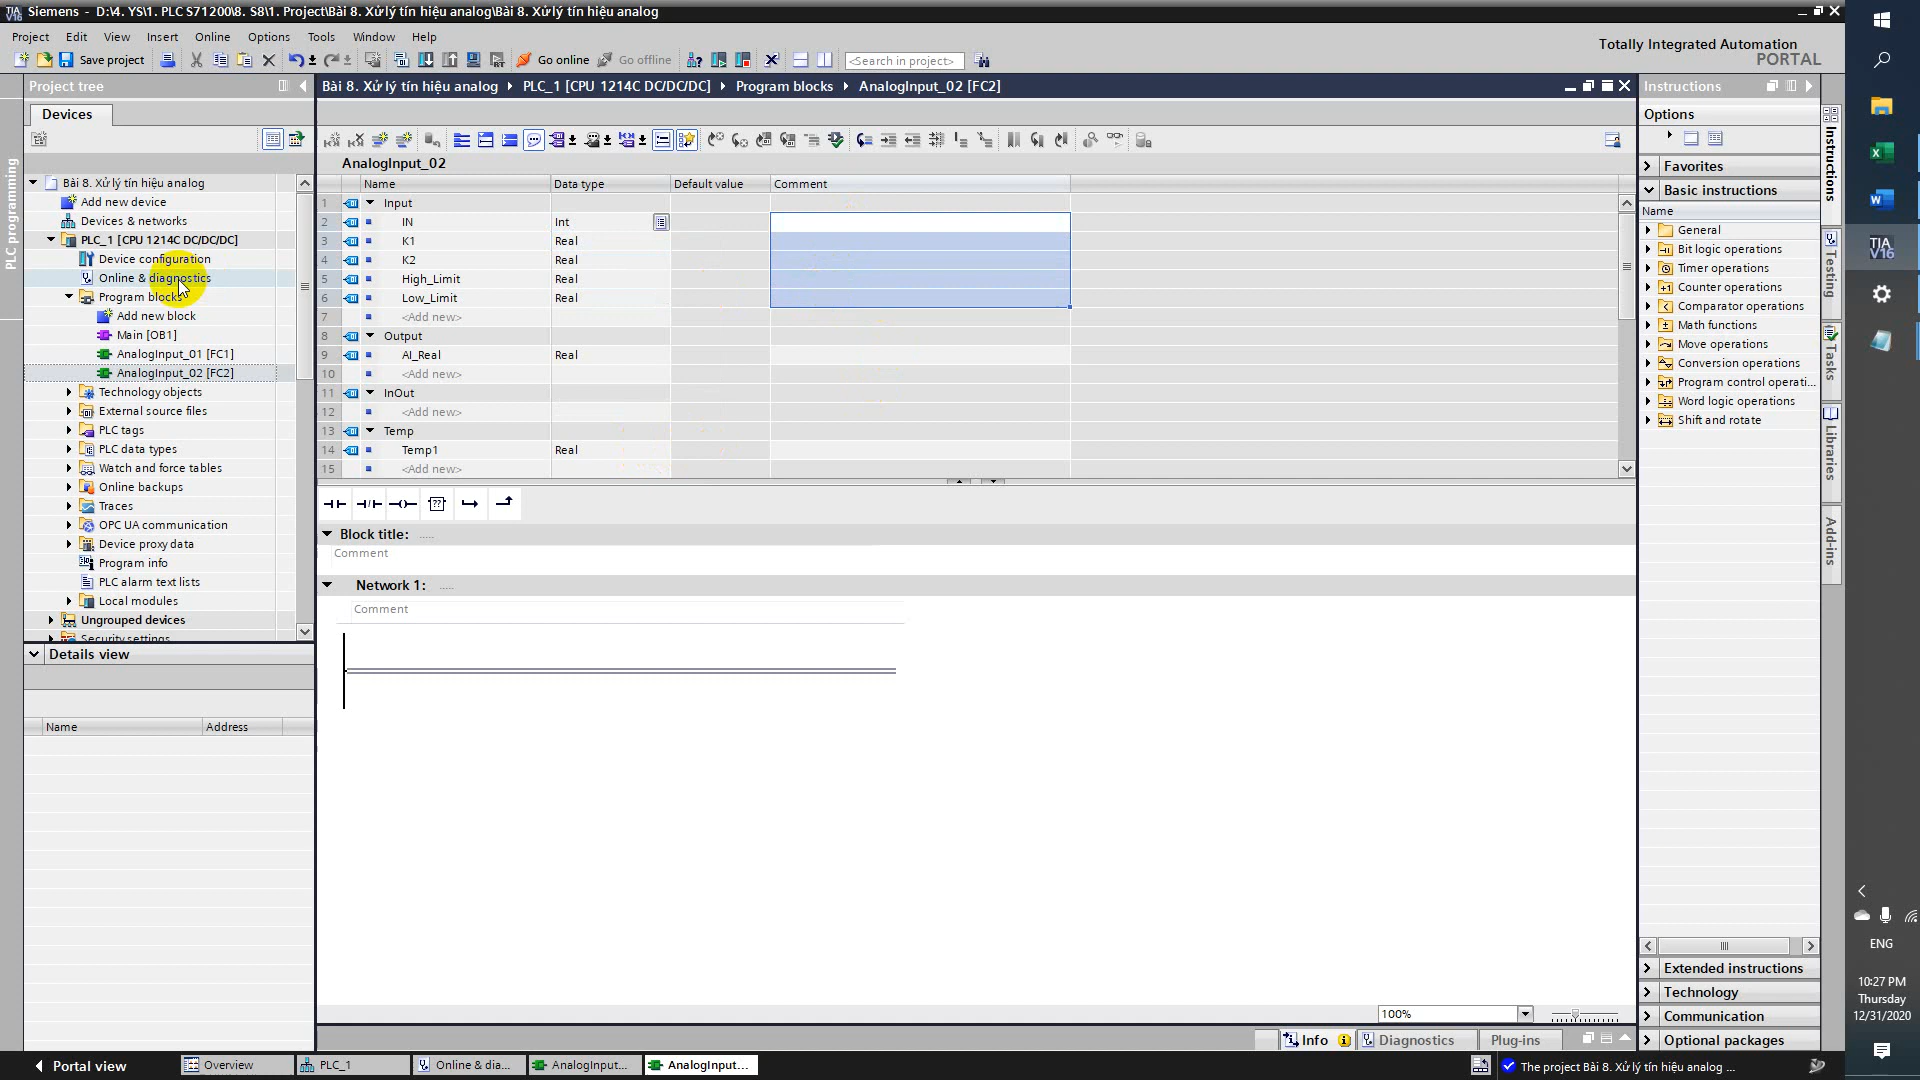 Siemens - D:\4. YS\1. PLC S71200\8. S8\1. Project\Bài 8. Xử lý tín hiệu analog\Bài 8. Xử lý tín hiệu analog
Project Edit View Insert Online Options Tools Window Help
Totally Integrated Automation
PORTAL
Save project
Go online
Go offline
<Search in project>
Project tree
Bài 8. Xử lý tín hiệu analog
PLC_1 [CPU 1214C DC/DC/DC]
Program blocks
AnalogInput_02 [FC2]
Instructions
Devices
Options
PLC programming
Bài 8. Xử lý tín hiệu analog
Add new device
Devices & networks
PLC_1 [CPU 1214C DC/DC/DC]
Device configuration
Online & diagnostics
Program blocks
Add new block
Main [OB1]
AnalogInput_01 [FC1]
AnalogInput_02 [FC2]
Technology objects
External source files
PLC tags
PLC data types
Watch and force tables
Online backups
Traces
OPC UA communication
Device proxy data
Program info
PLC alarm text lists
Local modules
Ungrouped devices
Security settings
Details view
Name Address
AnalogInput_02
Name Data type Default value Comment
1 Input
2 IN Int
3 K1 Real
4 K2 Real
5 High_Limit Real
6 Low_Limit Real
7 <Add new>
8 Output
9 AI_Real Real
10 <Add new>
11 InOut
12 <Add new>
13 Temp
14 Temp1 Real
15 <Add new>
??
Block title: .....
Comment
Network 1: .....
Comment
100%
Info
Diagnostics
Plug-ins
Favorites
Basic instructions
Name
General
Bit logic operations
Timer operations
Counter operations
Comparator operations
Math functions
Move operations
Conversion operations
Program control operati...
Word logic operations
Shift and rotate
Extended instructions
Technology
Communication
Optional packages
Instructions
Testing
Tasks
Libraries
Add-ins
TIA
V16
ENG
10:27 PM
Thursday
12/31/2020
Portal view
Overview
PLC_1
Online & dia...
AnalogInput...
AnalogInput...
The project Bài 8. Xử lý tín hiệu analog ...